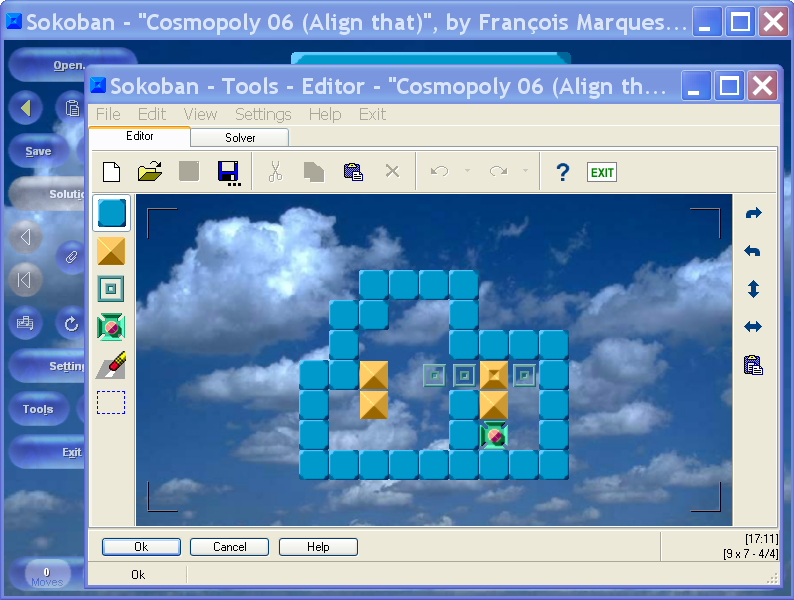 Sokoban - "Cosmopoly 06 (Align that)", by François Marques...
Open.
Save
Solutio
Settin
Tools
Exit
0
Moves
Sokoban - Tools - Editor - "Cosmopoly 06 (Align th...
File Edit View Settings Help Exit
Editor Solver
? EXIT
Ok Cancel Help
[17:11]
[9 x 7 - 4/4]
Ok